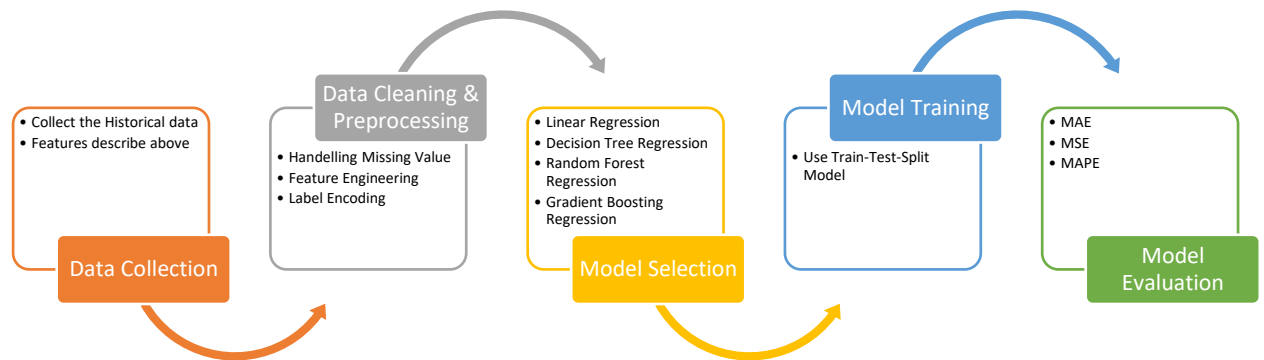 • Collect the Historical data
• Features describe above
Data Collection
Data Cleaning &
Preprocessing
• Handelling Missing Value
• Feature Engineering
• Label Encoding
• Linear Regression
• Decision Tree Regression
• Random Forest
Regression
• Gradient Boosting
Regression
Model Selection
Model Training
• Use Train-Test-Split
Model
• MAE
• MSE
• MAPE
Model
Evaluation